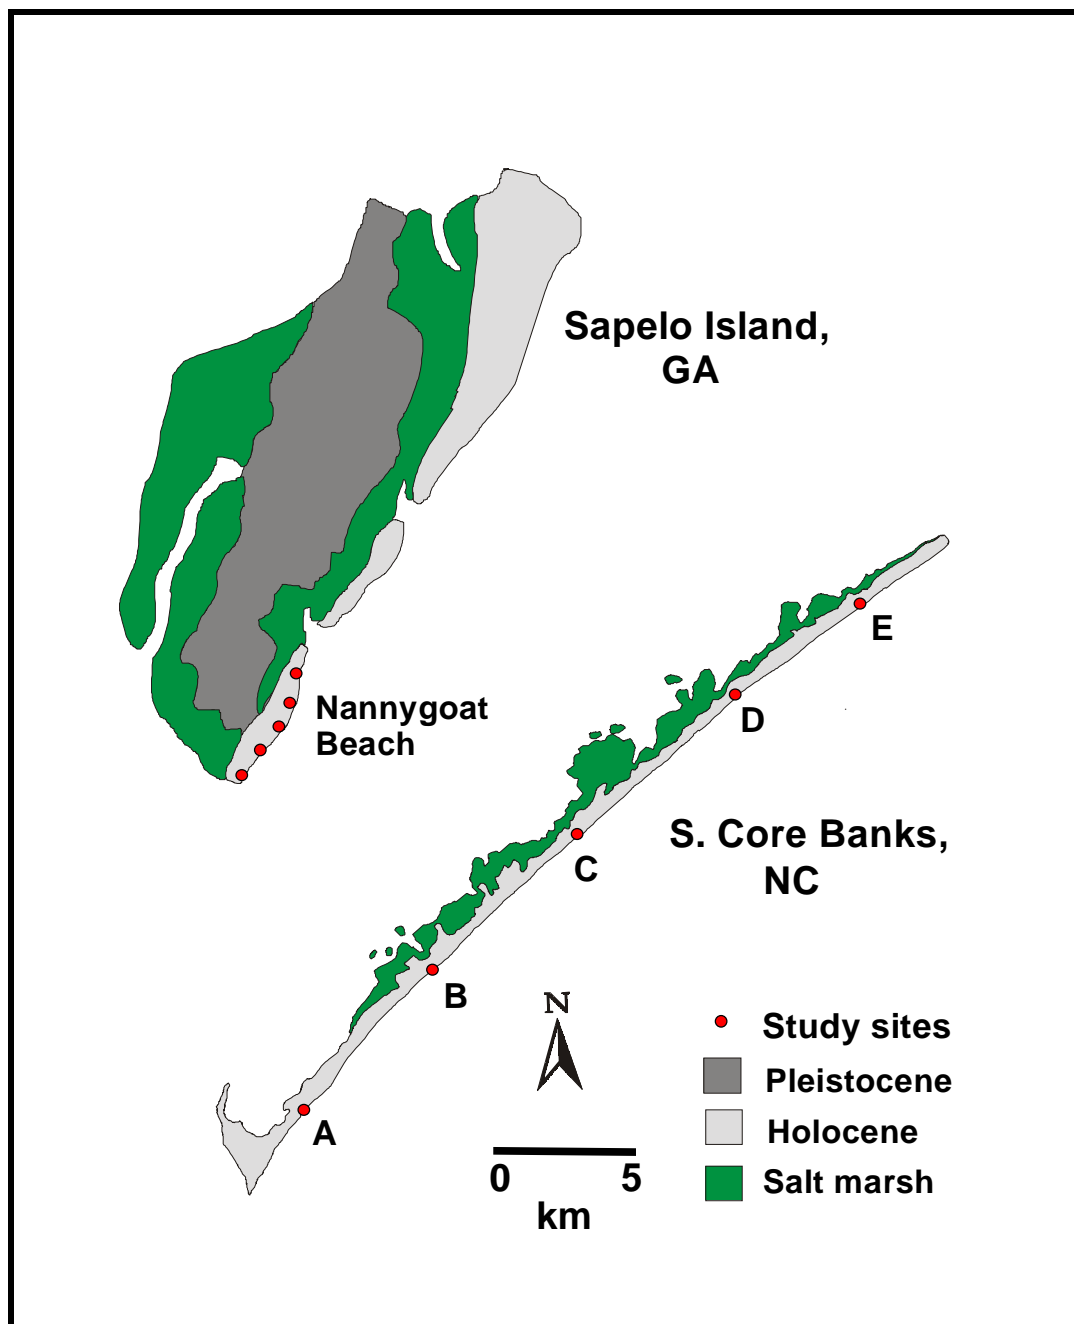 Sapelo Island,
GA
Nannygoat
Beach
E
D
S. Core Banks,
NC
C
B
A
N
Study sites
Pleistocene
Holocene
Salt marsh
0 5
km